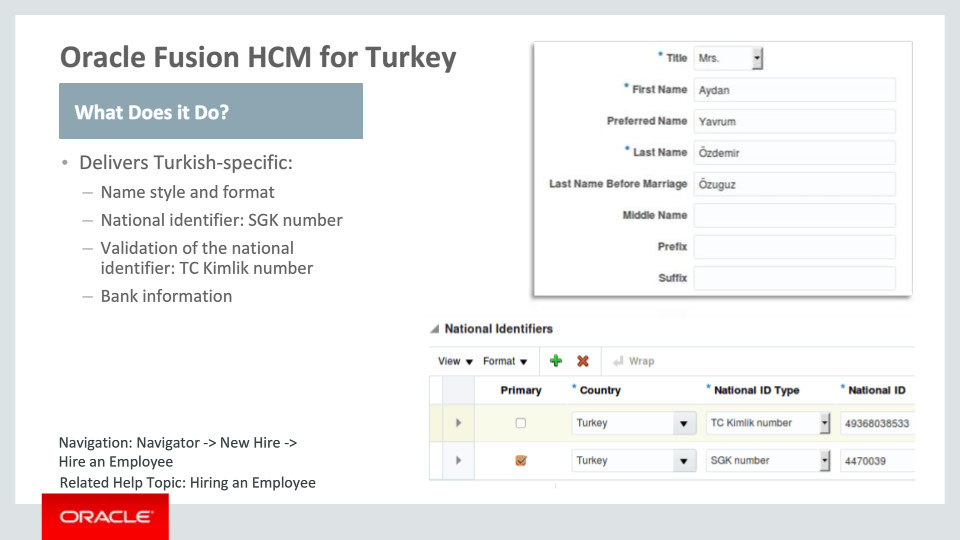 Oracle Fusion HCM for Turkey
What Does it Do?
• Delivers Turkish-specific:
– Name style and format
– National identifier: SGK number
– Validation of the national
identifier: TC Kimlik number
– Bank information
Navigation: Navigator -> New Hire ->
Hire an Employee
Related Help Topic: Hiring an Employee
ORACLE
* Title Mrs.
* First Name Aydan
Preferred Name Yavrum
* Last Name Özdemir
Last Name Before Marriage Özuguz
Middle Name
Prefix
Suffix
National Identifiers
View Format Wrap
Primary * Country * National ID Type * National ID
Turkey TC Kimlik number 49368038533
Turkey SGK number 4470039